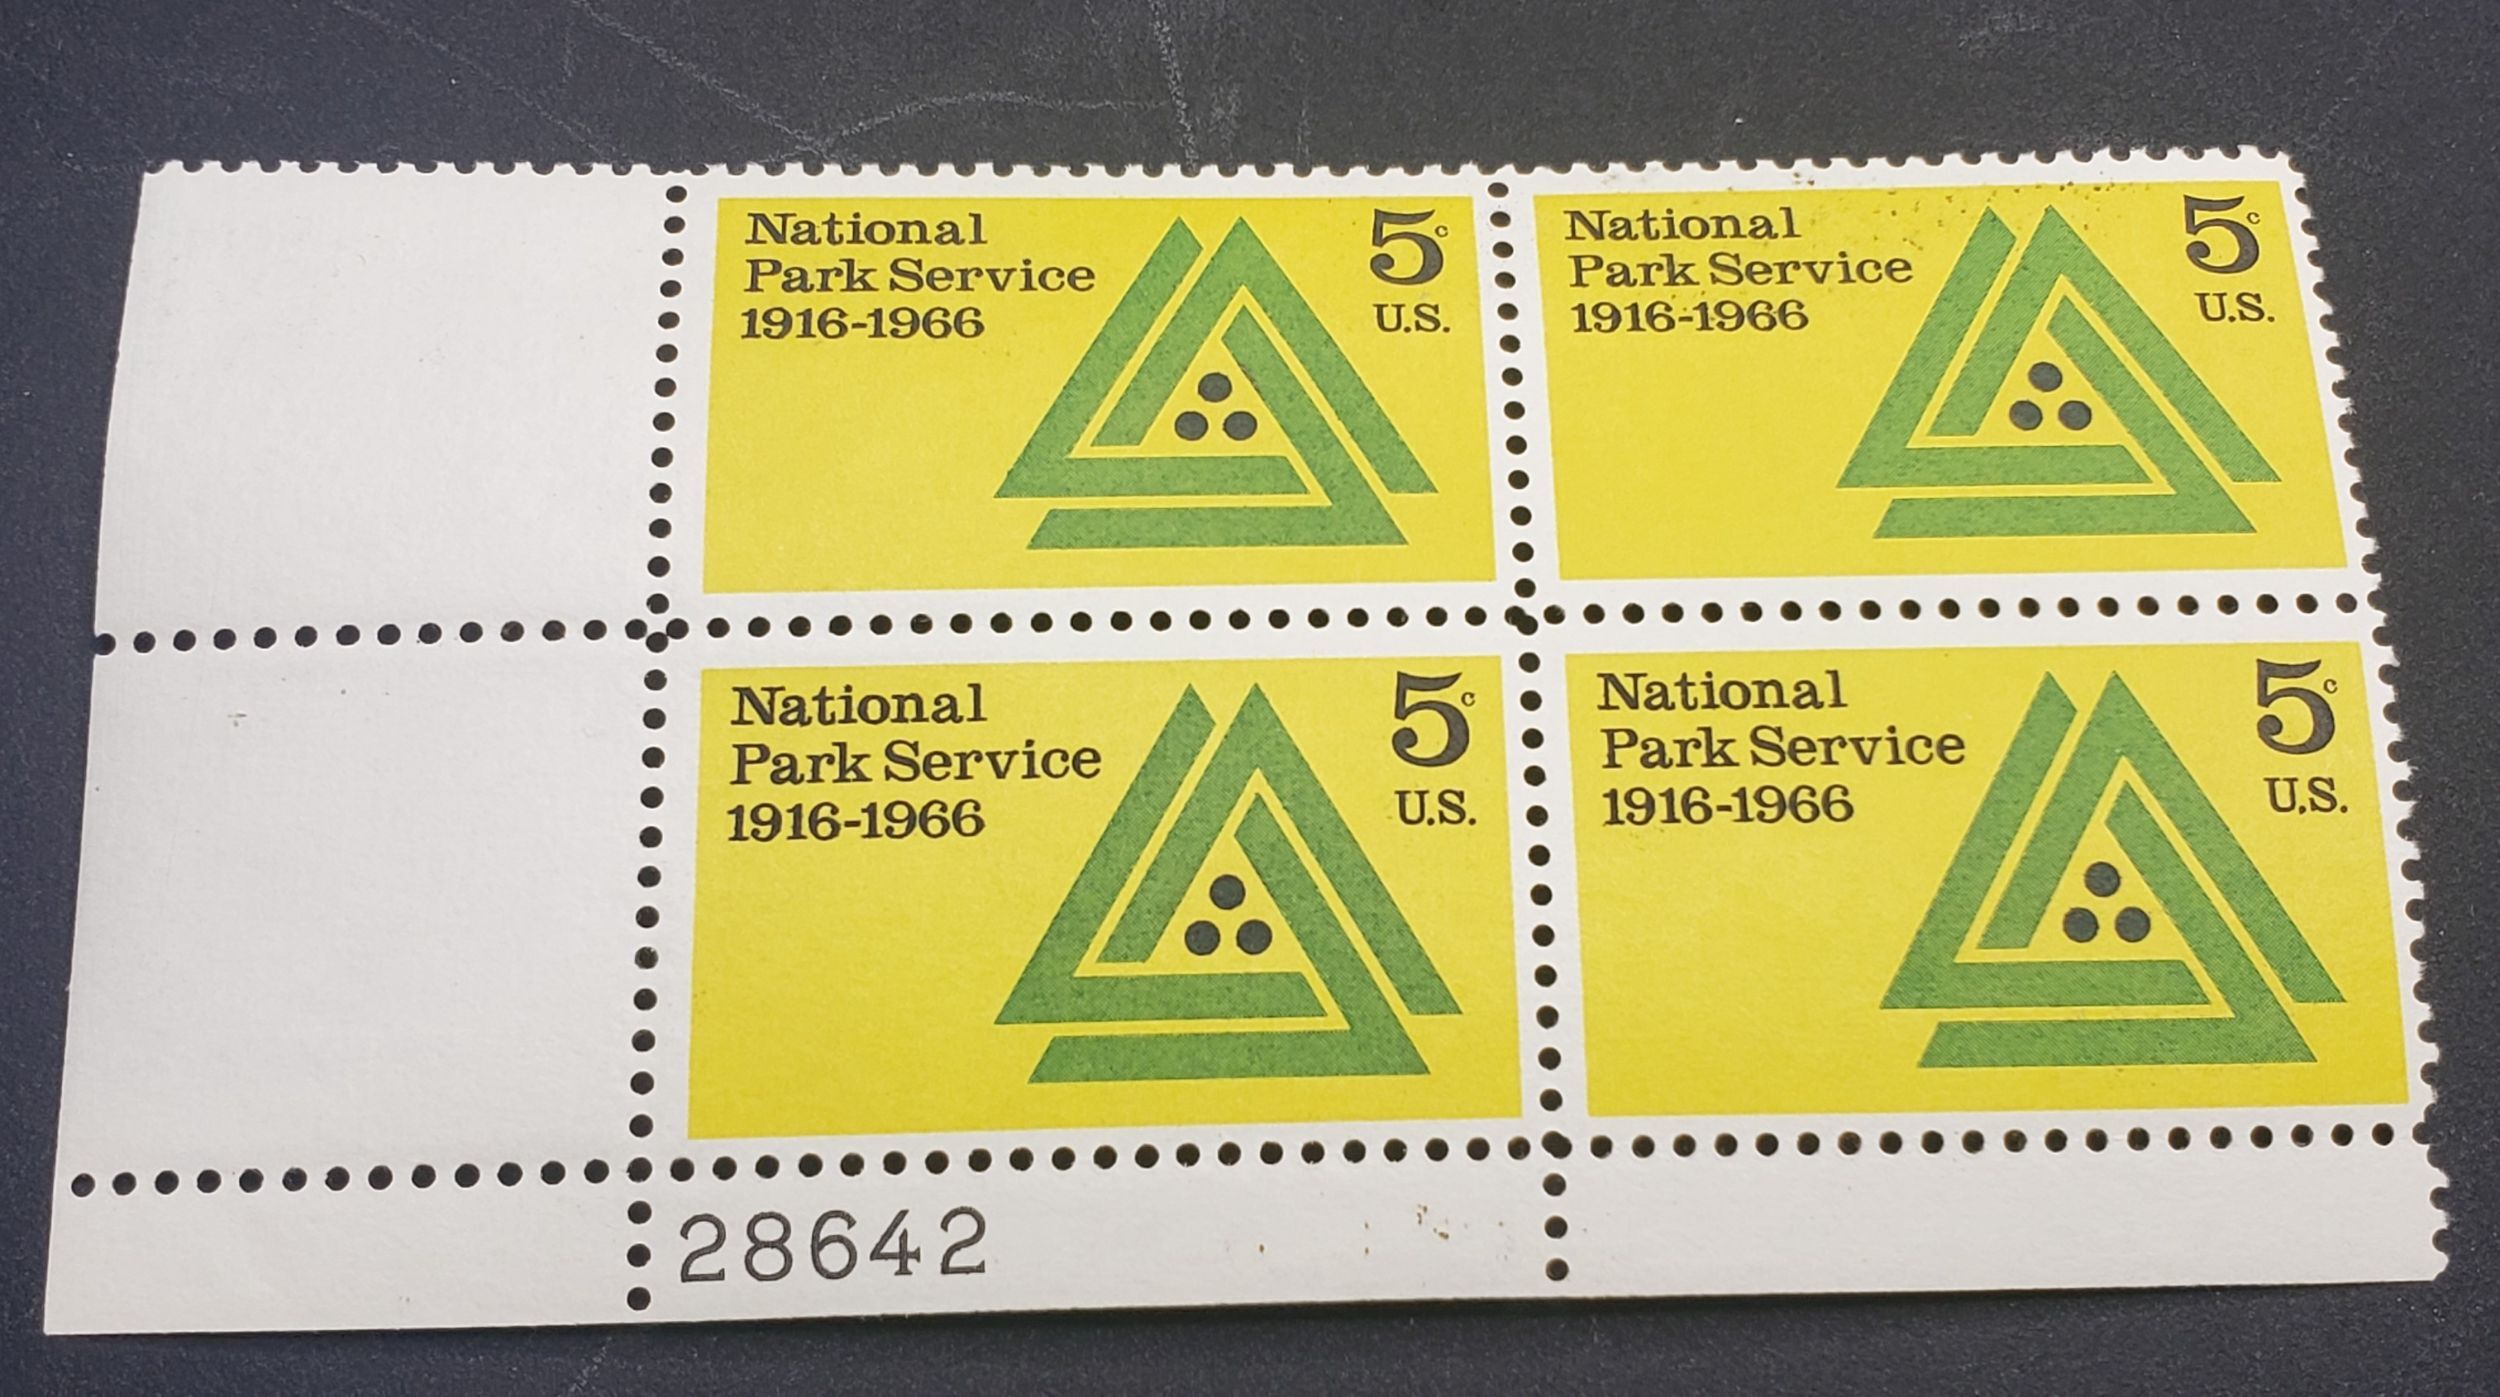 National
Park Service
1916-1966
5c
U.S.
National
Park Service
1916-1966
5c
U.S.
National
Park Service
1916-1966
5c
U.S.
National
Park Service
1916-1966
5c
U.S.
28642